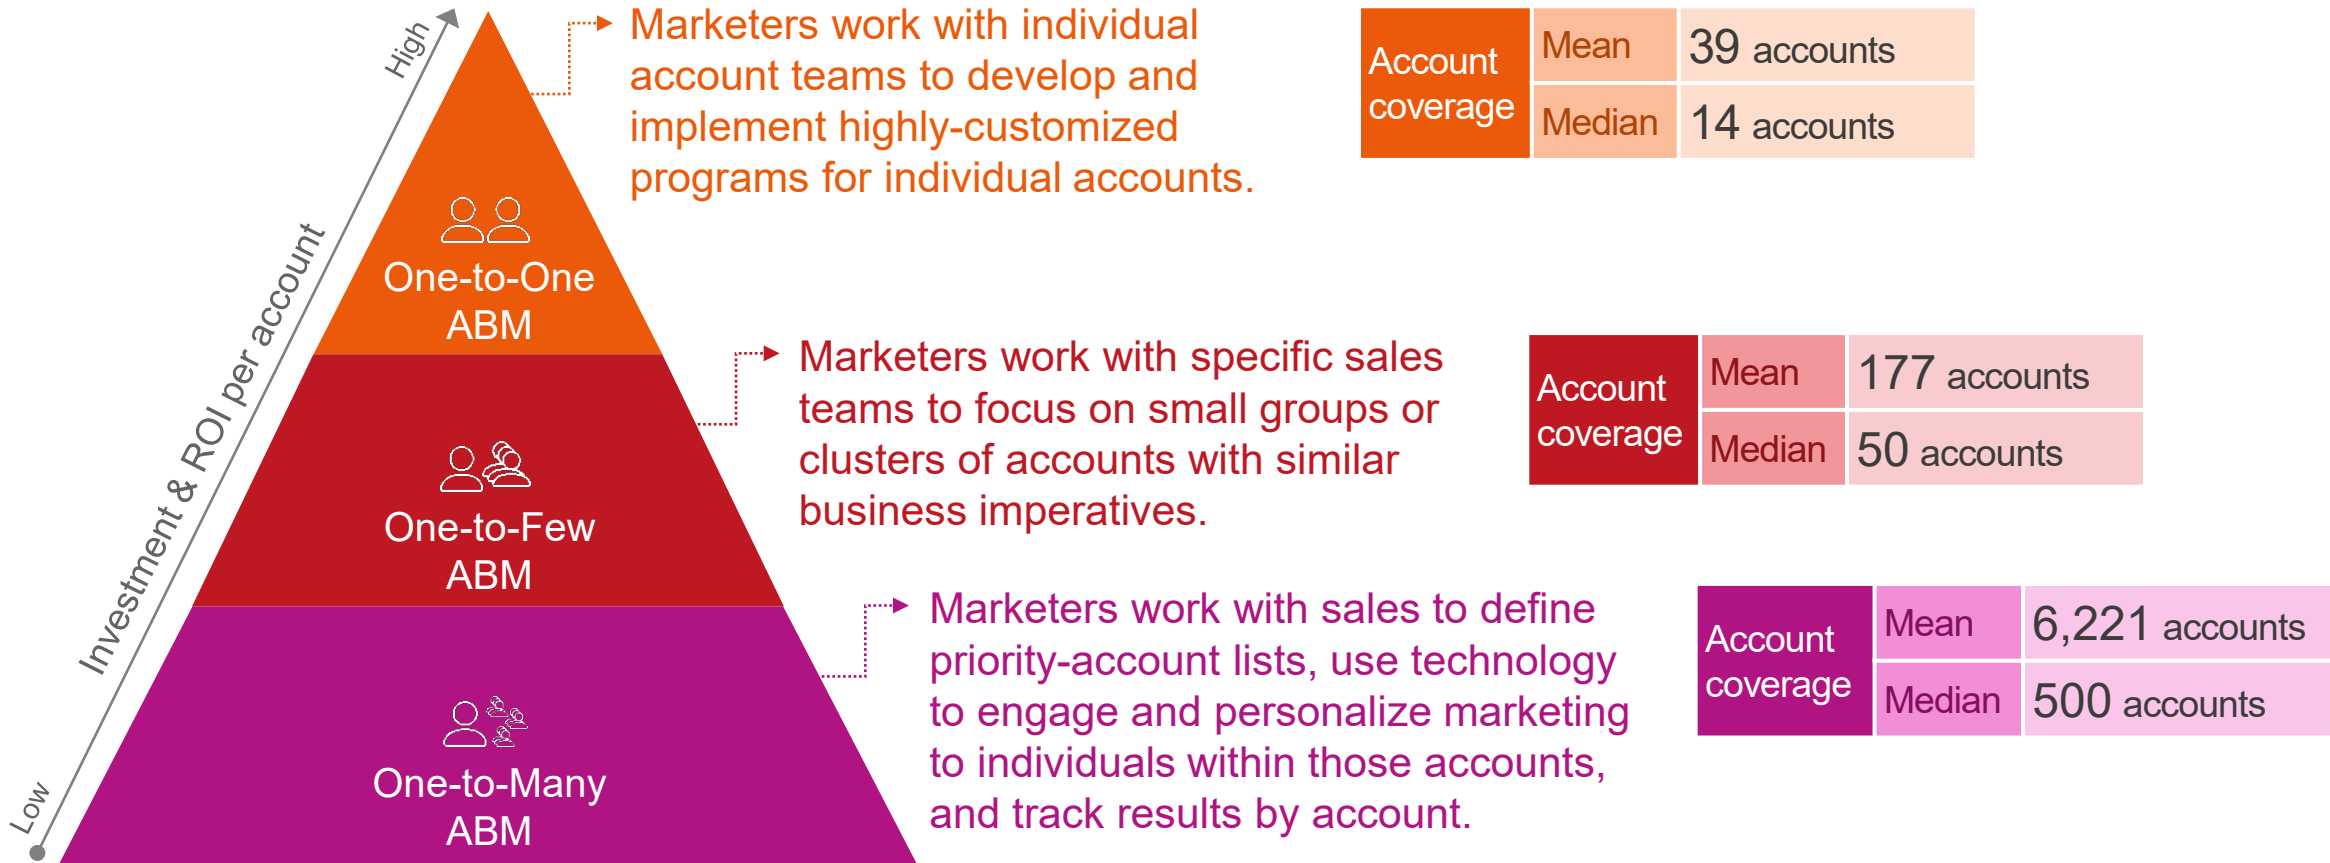 High
Investment & ROI per account
Low
One-to-One
ABM
Marketers work with individual
account teams to develop and
implement highly-customized
programs for individual accounts.
Account
coverage
Mean
39 accounts
Median
14 accounts
One-to-Few
ABM
Marketers work with specific sales
teams to focus on small groups or
clusters of accounts with similar
business imperatives.
Account
coverage
Mean
177 accounts
Median
50 accounts
One-to-Many
ABM
Marketers work with sales to define
priority-account lists, use technology
to engage and personalize marketing
to individuals within those accounts,
and track results by account.
Account
coverage
Mean
6,221 accounts
Median
500 accounts